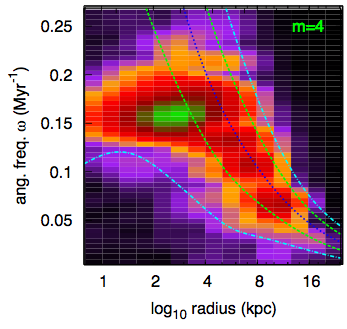 m=4
0.25
0.2
0.15
0.1
0.05
ang. freq. ω (Myr⁻¹)
1 2 4 8 16
log₁₀ radius (kpc)